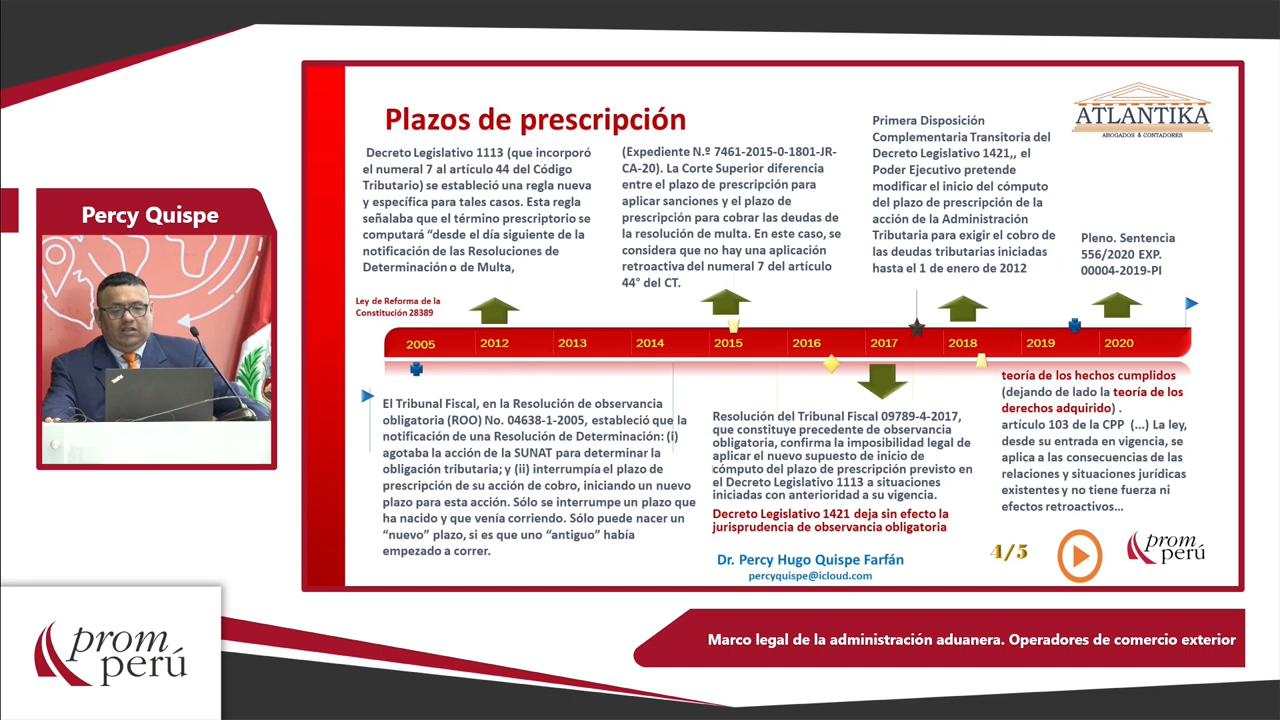 Percy Quispe
Plazos de prescripción
ATLANTIKA
ABOGADOS & CONTADORES
Decreto Legislativo 1113 (que incorporó
el numeral 7 al artículo 44 del Código
Tributario) se estableció una regla nueva
y específica para tales casos. Esta regla
señalaba que el término prescriptorio se
computará “desde el día siguiente de la
notificación de las Resoluciones de
Determinación o de Multa,
(Expediente N.º 7461-2015-0-1801-JR-
CA-20). La Corte Superior diferencia
entre el plazo de prescripción para
aplicar sanciones y el plazo de
prescripción para cobrar las deudas de
la resolución de multa. En este caso, se
considera que no hay una aplicación
retroactiva del numeral 7 del artículo
44° del CT.
Primera Disposición
Complementaria Transitoria del
Decreto Legislativo 1421,, el
Poder Ejecutivo pretende
modificar el inicio del cómputo
del plazo de prescripción de la
acción de la Administración
Tributaria para exigir el cobro de
las deudas tributarias iniciadas
hasta el 1 de enero de 2012
Pleno. Sentencia
556/2020 EXP.
00004-2019-PI
Ley de Reforma de la
Constitución 28389
2005 2012 2013 2014 2015 2016 2017 2018 2019 2020
El Tribunal Fiscal, en la Resolución de observancia
obligatoria (ROO) No. 04638-1-2005, estableció que la
notificación de una Resolución de Determinación: (i)
agotaba la acción de la SUNAT para determinar la
obligación tributaria; y (ii) interrumpía el plazo de
prescripción de su acción de cobro, iniciando un nuevo
plazo para esta acción. Sólo se interrumpe un plazo que
ha nacido y que venía corriendo. Sólo puede nacer un
“nuevo” plazo, si es que uno “antiguo” había
empezado a correr.
Resolución del Tribunal Fiscal 09789-4-2017,
que constituye precedente de observancia
obligatoria, confirma la imposibilidad legal de
aplicar el nuevo supuesto de inicio de
cómputo del plazo de prescripción previsto en
el Decreto Legislativo 1113 a situaciones
iniciadas con anterioridad a su vigencia.
Decreto Legislativo 1421 deja sin efecto la
jurisprudencia de observancia obligatoria
teoría de los hechos cumplidos
(dejando de lado la teoría de los
derechos adquirido) .
artículo 103 de la CPP (...) La ley,
desde su entrada en vigencia, se
aplica a las consecuencias de las
relaciones y situaciones jurídicas
existentes y no tiene fuerza ni
efectos retroactivos...
Dr. Percy Hugo Quispe Farfán
percyquispe@icloud.com
4/5
prom
perú
Marco legal de la administración aduanera. Operadores de comercio exterior
prom
perú